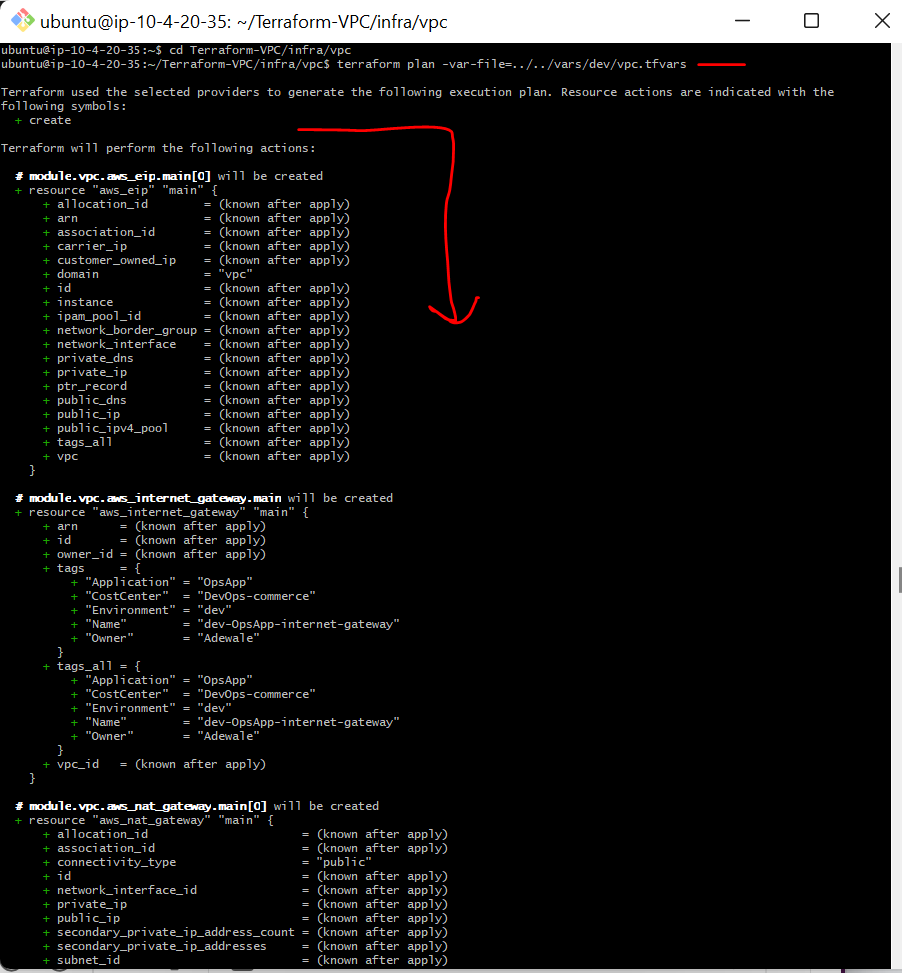 ubuntu@ip-10-4-20-35: ~/Terraform-VPC/infra/vpc
ubuntu@ip-10-4-20-35:~$ cd Terraform-VPC/infra/vpc
ubuntu@ip-10-4-20-35:~/Terraform-VPC/infra/vpc$ terraform plan -var-file=../../vars/dev/vpc.tfvars
Terraform used the selected providers to generate the following execution plan. Resource actions are indicated with the
following symbols:
  + create
Terraform will perform the following actions:
  # module.vpc.aws_eip.main[0] will be created
  + resource "aws_eip" "main" {
      + allocation_id        = (known after apply)
      + arn                  = (known after apply)
      + association_id       = (known after apply)
      + carrier_ip           = (known after apply)
      + customer_owned_ip    = (known after apply)
      + domain               = "vpc"
      + id                   = (known after apply)
      + instance             = (known after apply)
      + ipam_pool_id         = (known after apply)
      + network_border_group = (known after apply)
      + network_interface    = (known after apply)
      + private_dns          = (known after apply)
      + private_ip           = (known after apply)
      + ptr_record           = (known after apply)
      + public_dns           = (known after apply)
      + public_ip            = (known after apply)
      + public_ipv4_pool     = (known after apply)
      + tags_all             = (known after apply)
      + vpc                  = (known after apply)
    }
  # module.vpc.aws_internet_gateway.main will be created
  + resource "aws_internet_gateway" "main" {
      + arn      = (known after apply)
      + id       = (known after apply)
      + owner_id = (known after apply)
      + tags     = {
          + "Application" = "OpsApp"
          + "CostCenter"  = "DevOps-commerce"
          + "Environment" = "dev"
          + "Name"        = "dev-OpsApp-internet-gateway"
          + "Owner"       = "Adewale"
        }
      + tags_all = {
          + "Application" = "OpsApp"
          + "CostCenter"  = "DevOps-commerce"
          + "Environment" = "dev"
          + "Name"        = "dev-OpsApp-internet-gateway"
          + "Owner"       = "Adewale"
        }
      + vpc_id   = (known after apply)
    }
  # module.vpc.aws_nat_gateway.main[0] will be created
  + resource "aws_nat_gateway" "main" {
      + allocation_id                      = (known after apply)
      + association_id                     = (known after apply)
      + connectivity_type                  = "public"
      + id                                 = (known after apply)
      + network_interface_id               = (known after apply)
      + private_ip                         = (known after apply)
      + public_ip                          = (known after apply)
      + secondary_private_ip_address_count = (known after apply)
      + secondary_private_ip_addresses     = (known after apply)
      + subnet_id                          = (known after apply)